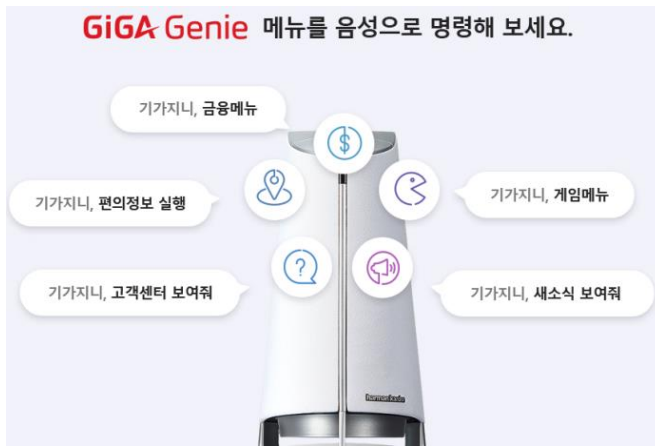 GiGA Genie 메뉴를 음성으로 명령해 보세요.
기가지니, 금융메뉴
$
기가지니, 편의정보 실행
기가지니, 게임메뉴
?
기가지니, 고객센터 보여줘
기가지니, 새소식 보여줘
harman/kardon